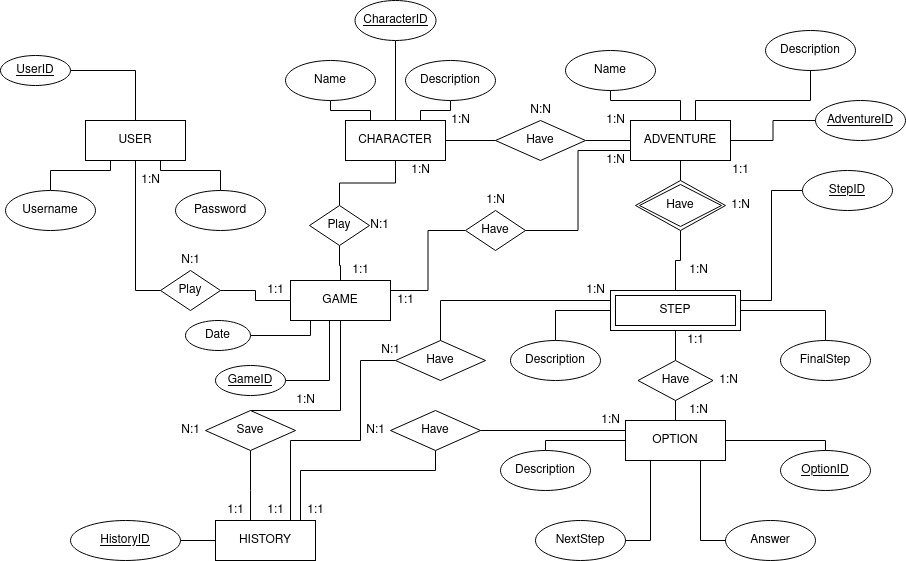 CharacterID
Description
UserID
Name
Description
Name
N:N
1:N
1:N
AdventureID
USER
CHARACTER
Have
ADVENTURE
1:N
1:N
1:N
1:1
StepID
Username
Password
1:N
Play
N:1
Have
Have
1:N
N:1
1:1
1:N
Play
1:1
GAME
1:1
1:N
STEP
Date
N:1
Have
1:1
Description
FinalStep
GameID
Have
1:N
1:N
1:N
1:N
N:1
Save
N:1
Have
OPTION
Description
OptionID
1:1
1:1
1:1
HistoryID
HISTORY
NextStep
Answer